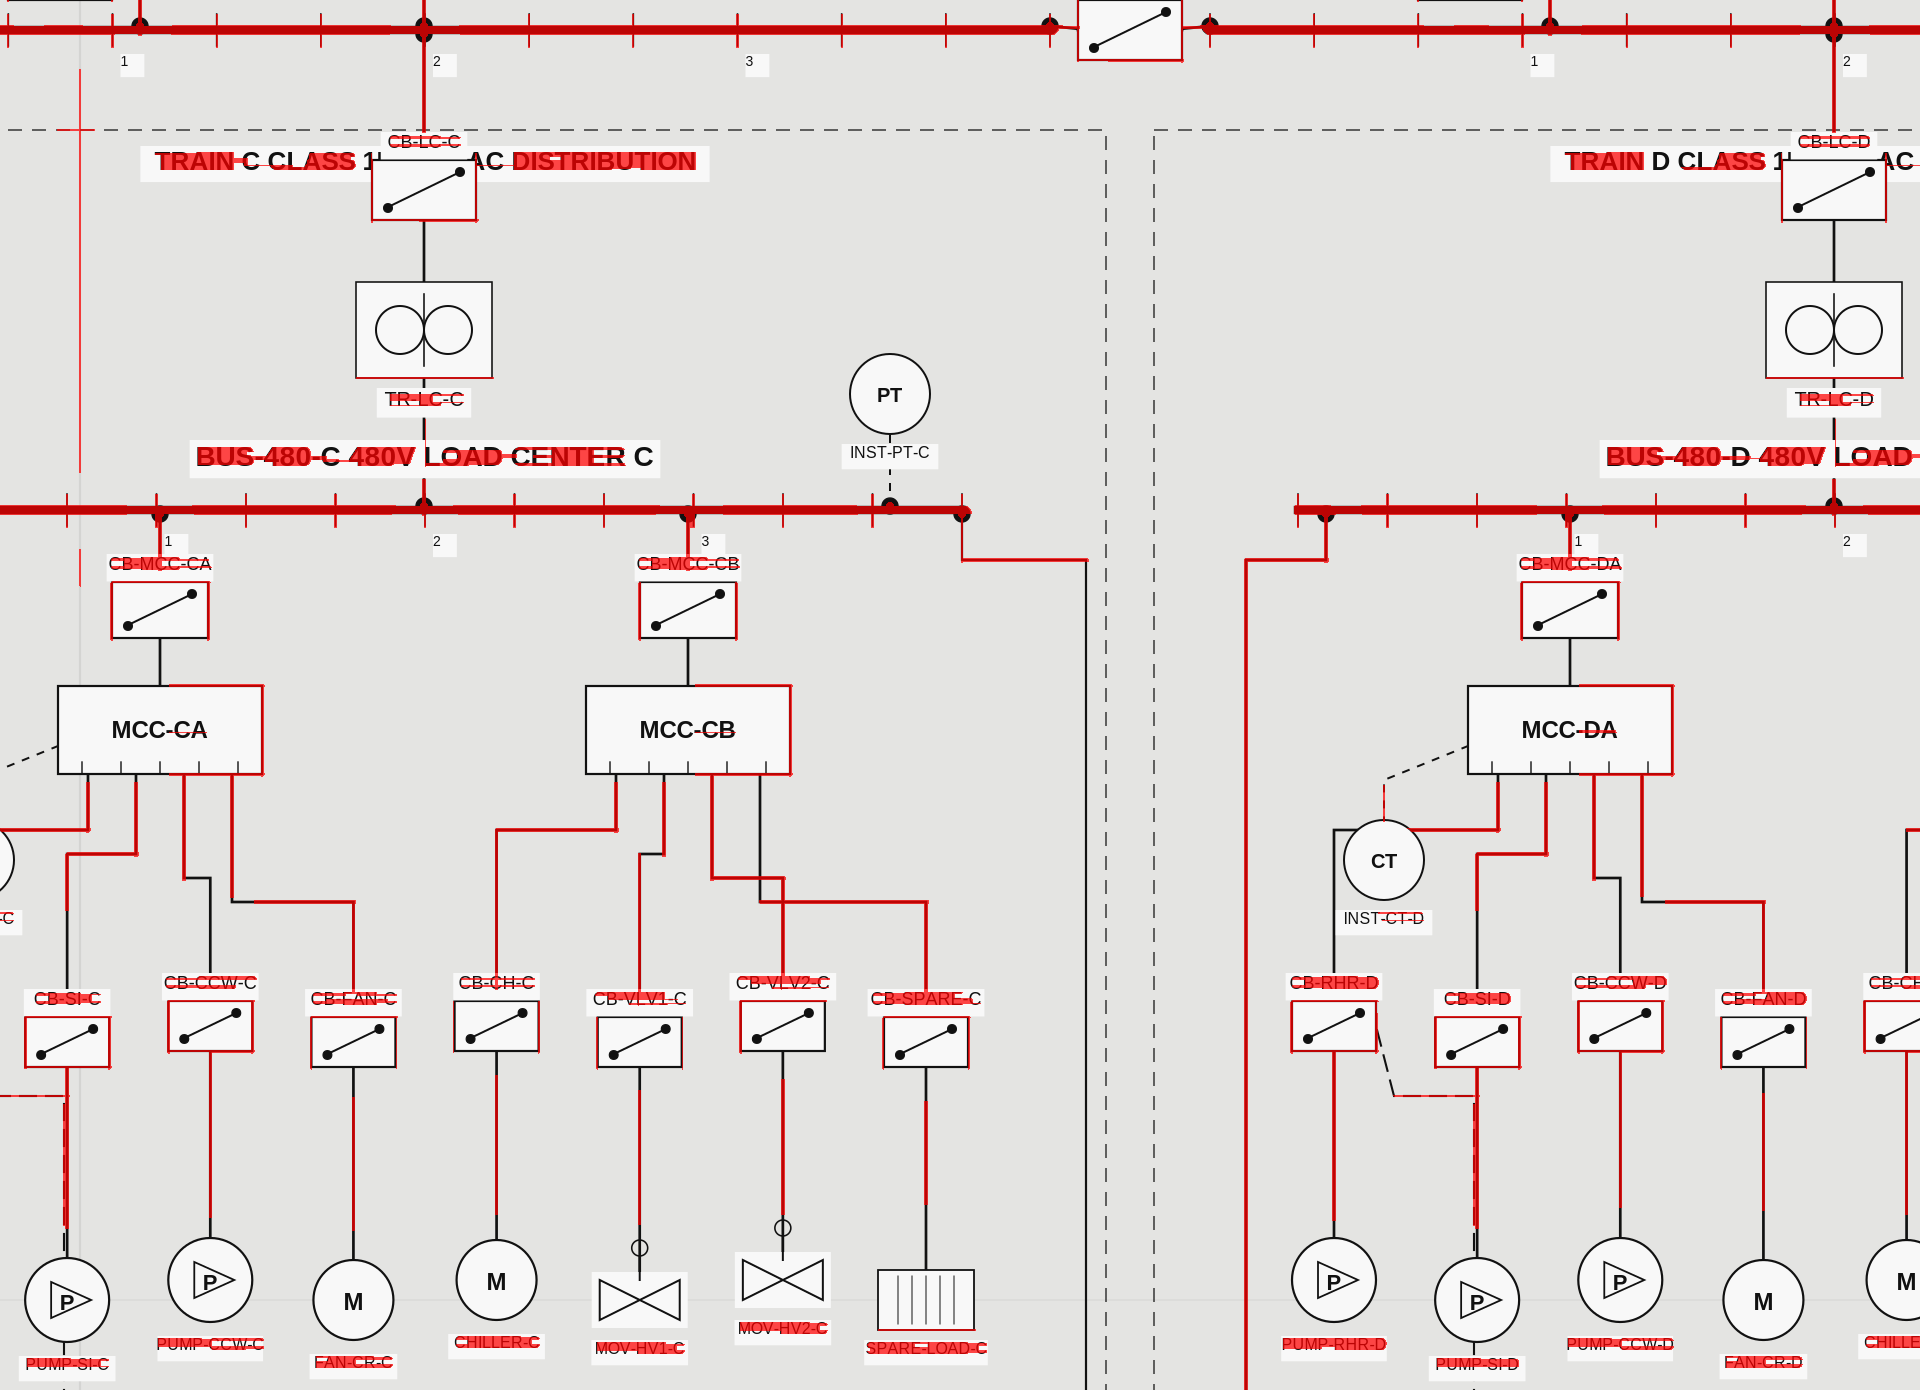 1
2
3
1
2
CB-LC-C
CB-LC-D
TRAIN C CLASS 1 AC DISTRIBUTION
TRAIN D CLASS 1 AC
PT
TR-LC-C
TR-LC-D
BUS-480-C 480V LOAD CENTER C
INST-PT-C
BUS-480-D 480V LOAD
1
2
3
1
2
CB-MCC-CA
CB-MCC-CB
CB-MCC-DA
MCC-CA
MCC-CB
MCC-DA
CT
-C
INST-CT-D
CB-SI-C
CB-CCW-C
CB-FAN-C
CB-CH-C
CB-VLV1-C
CB-VLV2-C
CB-SPARE-C
CB-RHR-D
CB-SI-D
CB-CCW-D
CB-FAN-D
CB-CH
P
P
M
M
P
P
P
M
M
PUMP-SI-C
PUMP-CCW-C
FAN-CR-C
CHILLER-C
MOV-HV1-C
MOV-HV2-C
SPARE-LOAD-C
PUMP-RHR-D
PUMP-SI-D
PUMP-CCW-D
FAN-CR-D
CHILLE